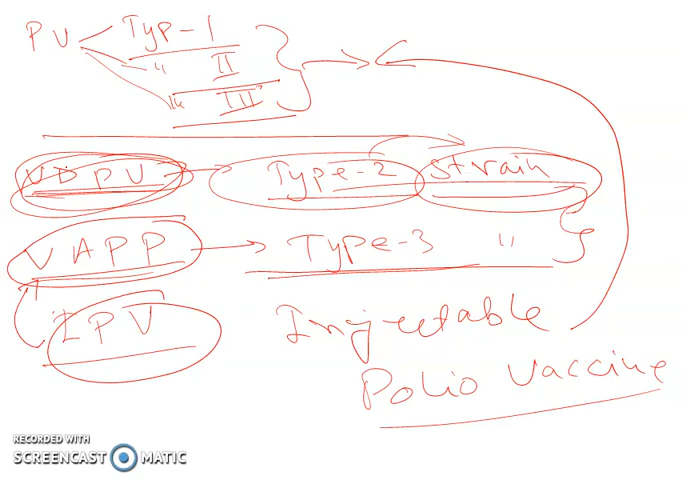 PV < Typ-1
" II
" III
VDPV → Type-2 strain
VAPP → Type-3 "
IPV Injectable
Polio Vaccine
RECORDED WITH
SCREENCAST MATIC